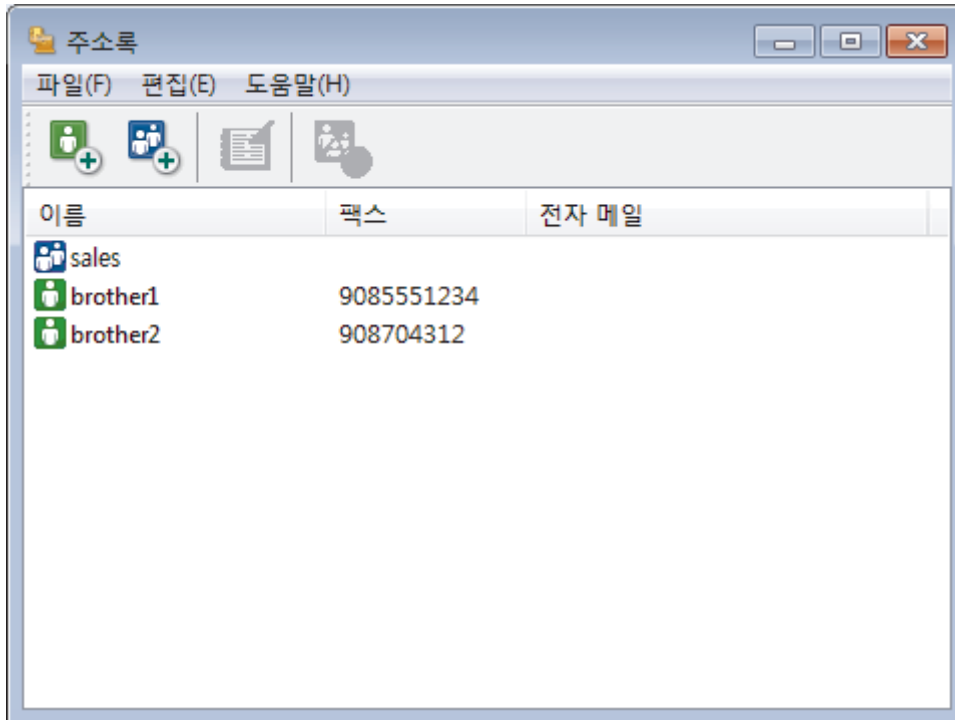 주소록
파일(F) 편집(E) 도움말(H)
이름 팩스 전자 메일
sales
brother1 9085551234
brother2 908704312